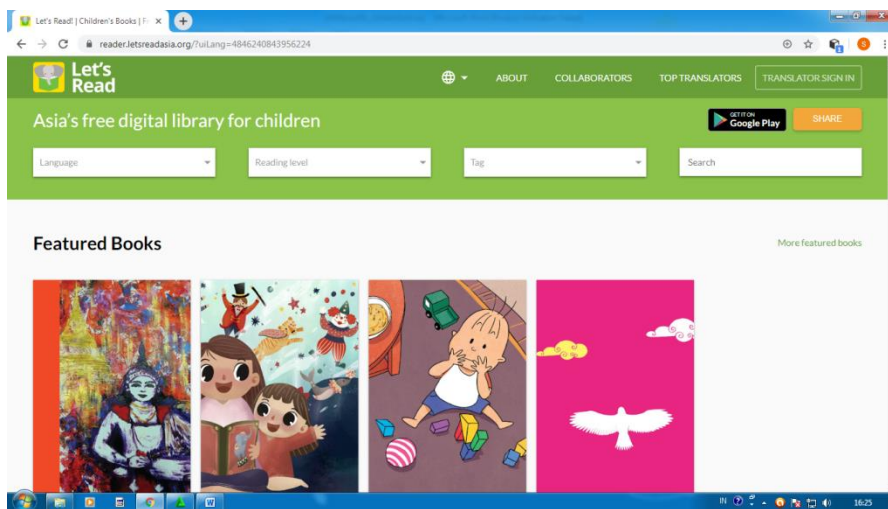 Let's Read! | Children's Books | Fr
reader.letsreadasia.org/?uiLang=4846240843956224
S
Let's
Read
ABOUT
COLLABORATORS
TOP TRANSLATORS
TRANSLATOR SIGN IN
Asia's free digital library for children
GET IT ON
Google Play
SHARE
Language
Reading level
Tag
Search
Featured Books
More featured books
W
IN
16:25